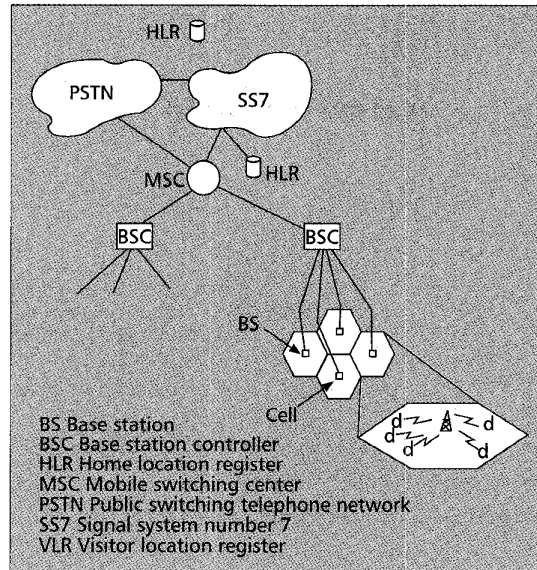 HLR
PSTN
SS7
MSC
HLR
BSC
BSC
BS
Cell
d
d
d
d
d
BS Base station
BSC Base station controller
HLR Home location register
MSC Mobile switching center
PSTN Public switching telephone network
SS7 Signal system number 7
VLR Visitor location register